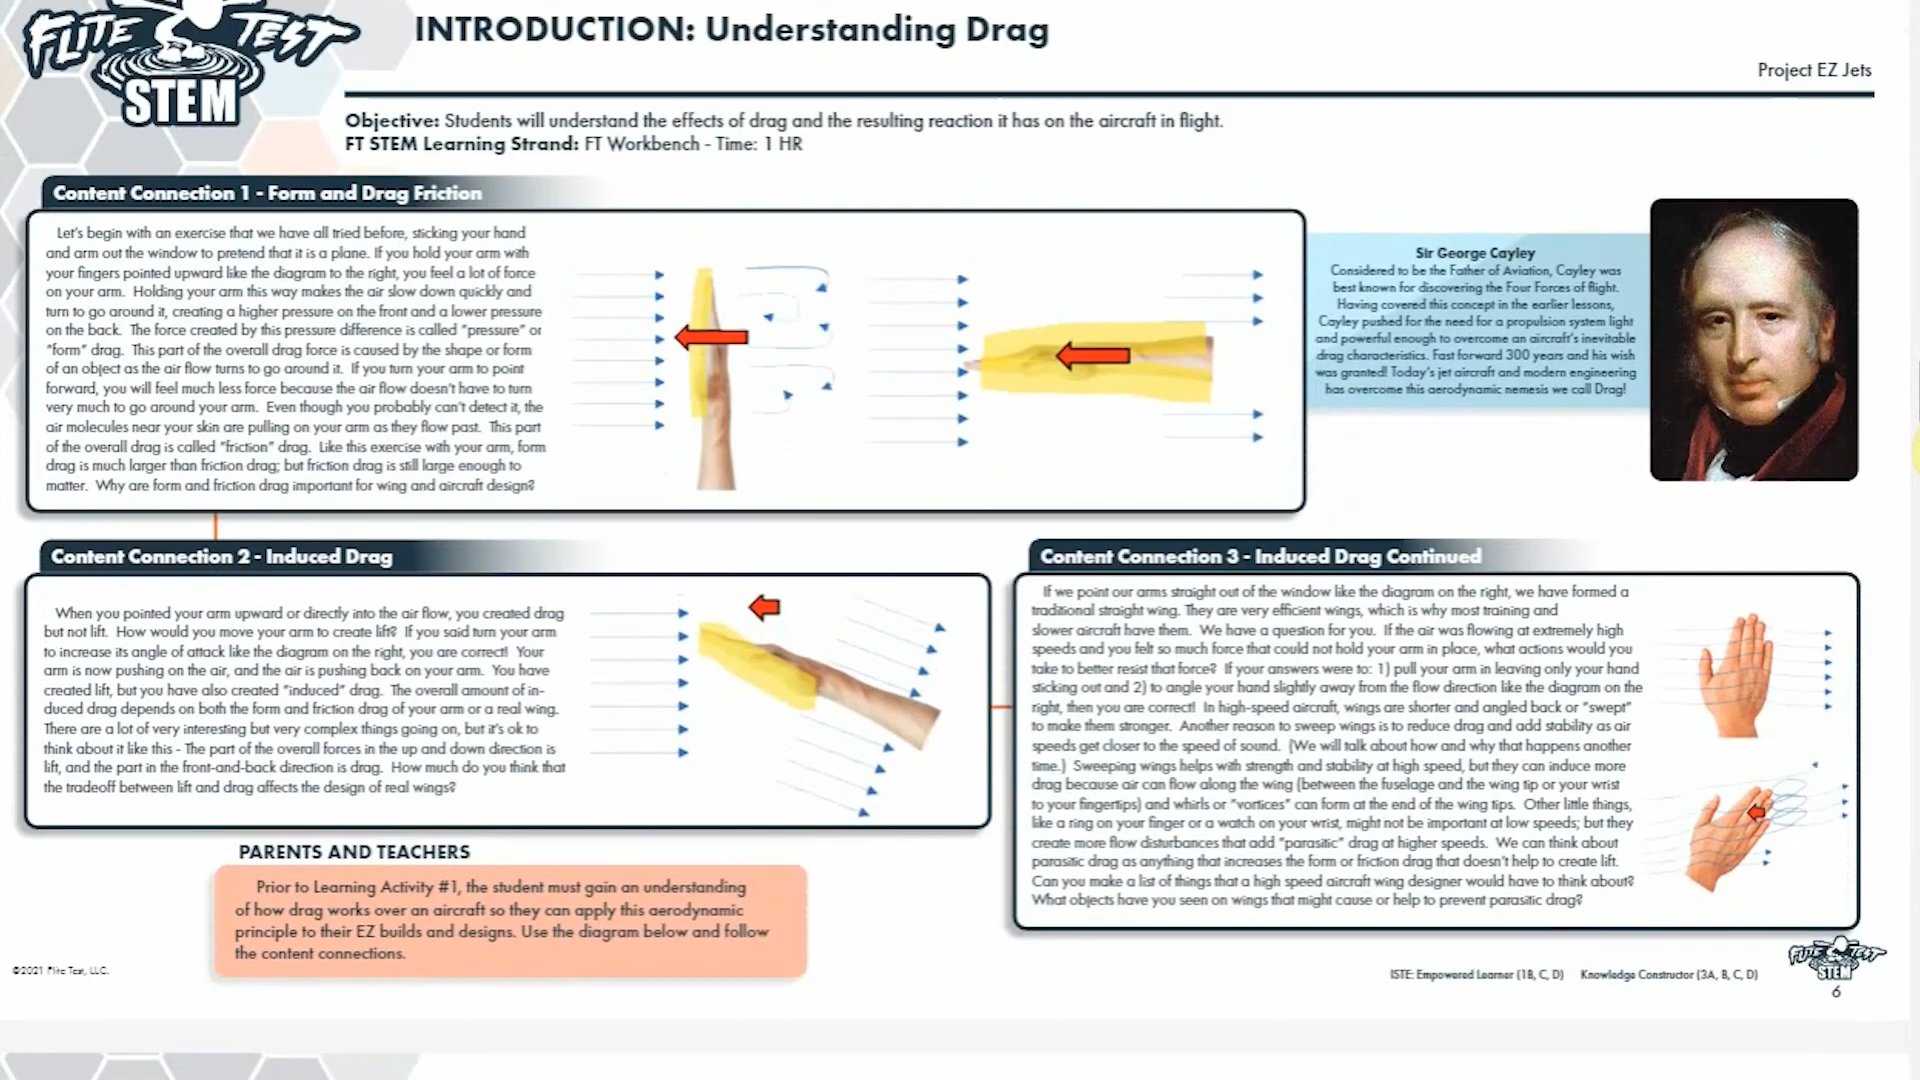 FLITE TEST
STEM
INTRODUCTION: Understanding Drag
Project EZ Jets
Objective: Students will understand the effects of drag and the resulting reaction it has on the aircraft in flight.
FT STEM Learning Strand: FT Workbench - Time: 1 HR
Content Connection 1 - Form and Drag Friction
Let's begin with an exercise that we have all tried before, sticking your hand
and arm out the window to pretend that it is a plane. If you hold your arm with
your fingers pointed upward like the diagram to the right, you feel a lot of force
on your arm. Holding your arm this way makes the air slow down quickly and
turn to go around it, creating a higher pressure on the front and a lower pressure
on the back. The force created by this pressure difference is called "pressure" or
"form" drag. This part of the overall drag force is caused by the shape or form
of an object as the air flow turns to go around it. If you turn your arm to point
forward, you will feel much less force because the air flow doesn't have to turn
very much to go around your arm. Even though you probably can't detect it, the
air molecules near your skin are pulling on your arm as they flow past. This part
of the overall drag is called "friction" drag. Like this exercise with your arm, form
drag is much larger than friction drag; but friction drag is still large enough to
matter. Why are form and friction drag important for wing and aircraft design?
Sir George Cayley
Considered to be the Father of Aviation, Cayley was
best known for discovering the Four Forces of flight.
Having covered this concept in the earlier lessons,
Cayley pushed for the need for a propulsion system light
and powerful enough to overcome an aircraft's inevitable
drag characteristics. Fast forward 300 years and his wish
was granted! Today's jet aircraft and modern engineering
has overcome this aerodynamic nemesis we call Drag!
Content Connection 2 - Induced Drag
When you pointed your arm upward or directly into the air flow, you created drag
but not lift. How would you move your arm to create lift? If you said turn your arm
to increase its angle of attack like the diagram on the right, you are correct! Your
arm is now pushing on the air, and the air is pushing back on your arm. You have
created lift, but you have also created "induced" drag. The overall amount of in-
duced drag depends on both the form and friction drag of your arm or a real wing.
There are a lot of very interesting but very complex things going on, but it's ok to
think about it like this - The part of the overall forces in the up and down direction is
lift, and the part in the front-and-back direction is drag. How much do you think that
the tradeoff between lift and drag affects the design of real wings?
Content Connection 3 - Induced Drag Continued
If we point our arms straight out of the window like the diagram on the right, we have formed a
traditional straight wing. They are very efficient wings, which is why most training and
slower aircraft have them. We have a question for you. If the air was flowing at extremely high
speeds and you felt so much force that could not hold your arm in place, what actions would you
take to better resist that force? If your answers were to: 1) pull your arm in leaving only your hand
sticking out and 2) to angle your hand slightly away from the flow direction like the diagram on the
right, then you are correct! In high-speed aircraft, wings are shorter and angled back or "swept"
to make them stronger. Another reason to sweep wings is to reduce drag and add stability as air
speeds get closer to the speed of sound. (We will talk about how and why that happens another
time.) Sweeping wings helps with strength and stability at high speed, but they can induce more
drag because air can flow along the wing (between the fuselage and the wing tip or your wrist
to your fingertips) and whirls or "vortices" can form at the end of the wing tips. Other little things,
like a ring on your finger or a watch on your wrist, might not be important at low speeds; but they
create more flow disturbances that add "parasitic" drag at higher speeds. We can think about
parasitic drag as anything that increases the form or friction drag that doesn't help to create lift.
Can you make a list of things that a high speed aircraft wing designer would have to think about?
What objects have you seen on wings that might cause or help to prevent parasitic drag?
PARENTS AND TEACHERS
Prior to Learning Activity #1, the student must gain an understanding
of how drag works over an aircraft so they can apply this aerodynamic
principle to their EZ builds and designs. Use the diagram below and follow
the content connections.
©2021 Flite Test, LLC.
ISTE: Empowered Learner (1B, C, D) Knowledge Constructor (3A, B, C, D)
FLITE TEST
STEM
6